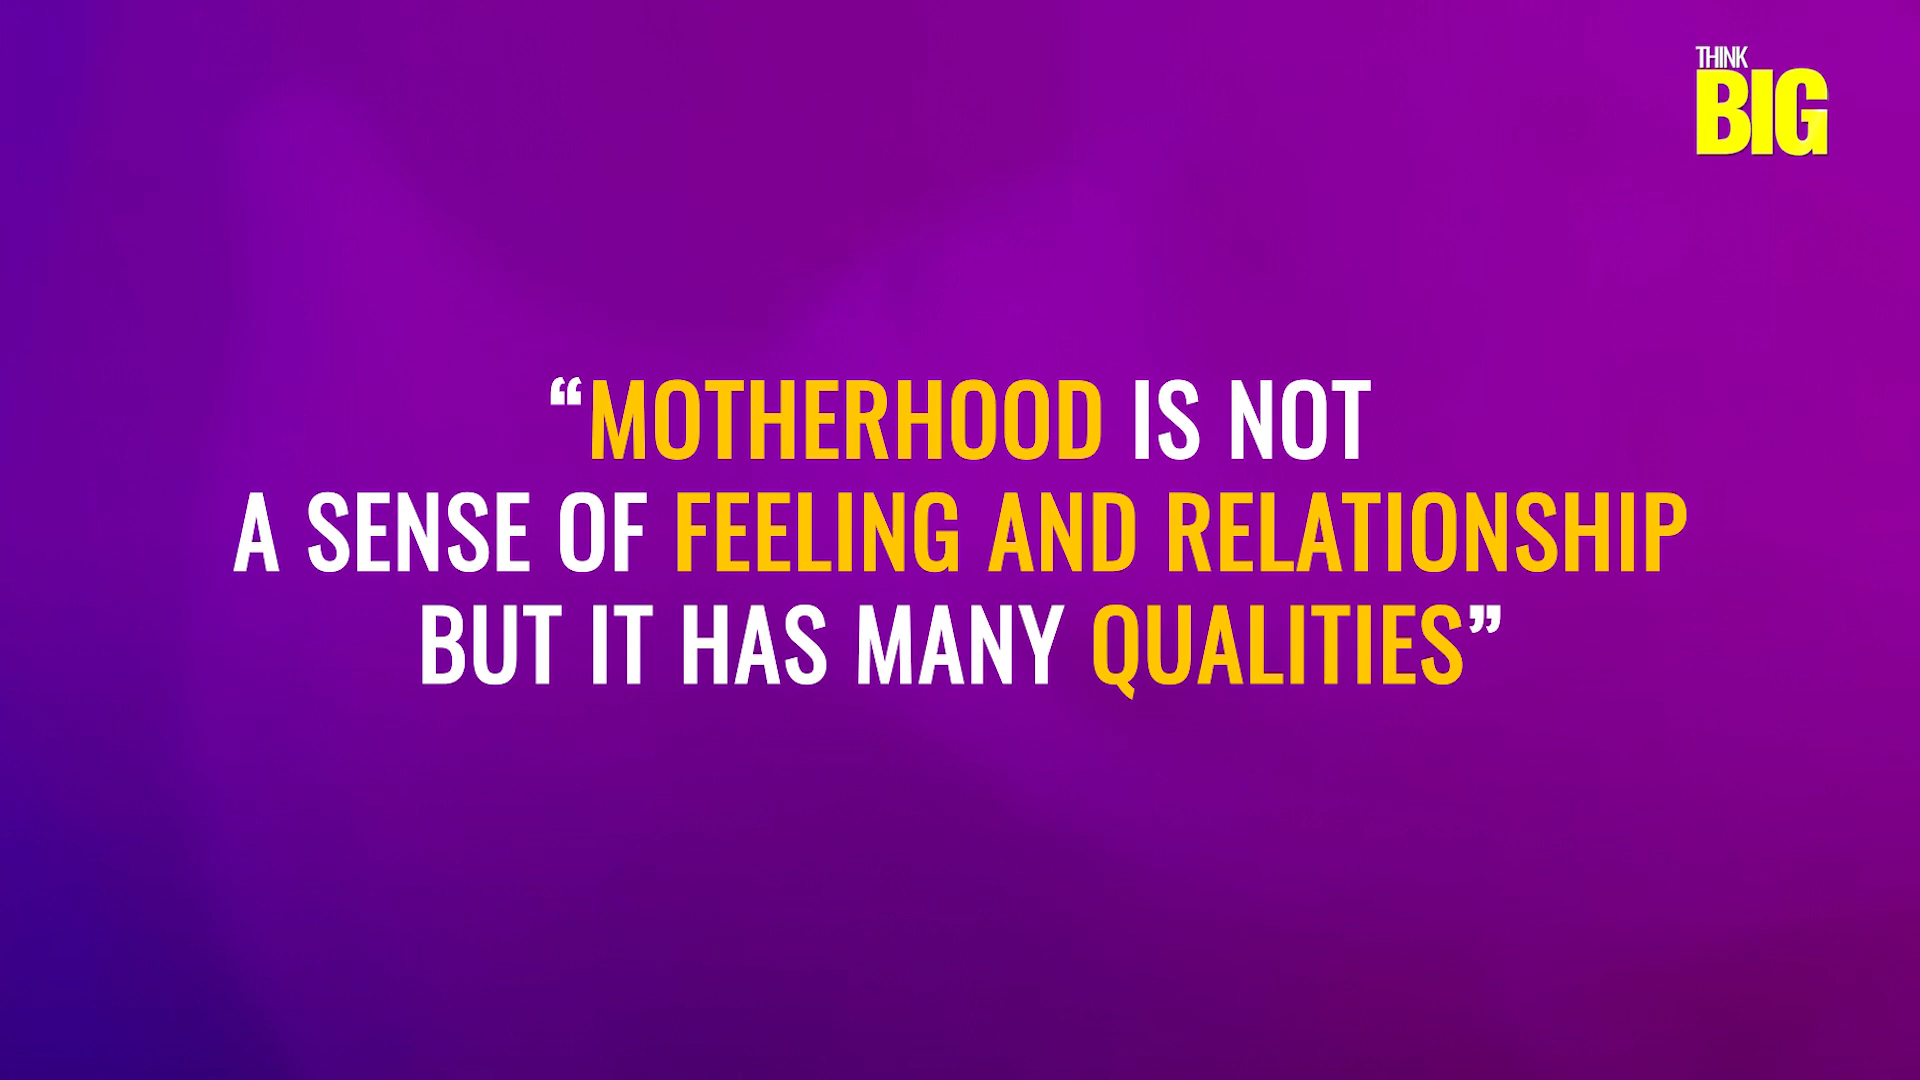 THINK
BIG
“MOTHERHOOD IS NOT
A SENSE OF FEELING AND RELATIONSHIP
BUT IT HAS MANY QUALITIES”